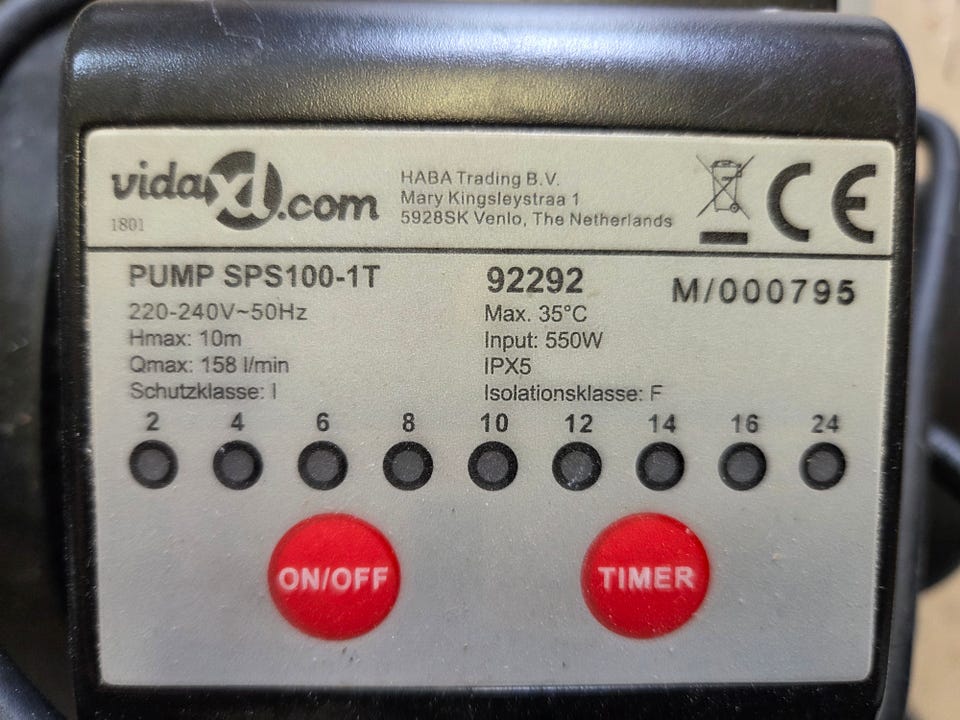 vidaXL.com
1801
HABA Trading B.V.
Mary Kingsleystraa 1
5928SK Venlo, The Netherlands
CE
PUMP SPS100-1T
220-240V~50Hz
Hmax: 10m
Qmax: 158 l/min
Schutzklasse: I
92292
Max. 35°C
Input: 550W
IPX5
Isolationsklasse: F
M/000795
2 4 6 8 10 12 14 16 24
ON/OFF TIMER